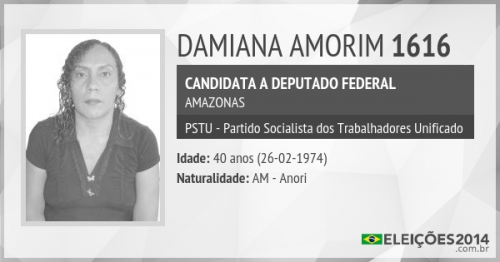 DAMIANA AMORIM 1616
CANDIDATA A DEPUTADO FEDERAL
AMAZONAS
PSTU - Partido Socialista dos Trabalhadores Unificado
Idade: 40 anos (26-02-1974)
Naturalidade: AM - Anori
ELEIÇÕES2014
.com.br